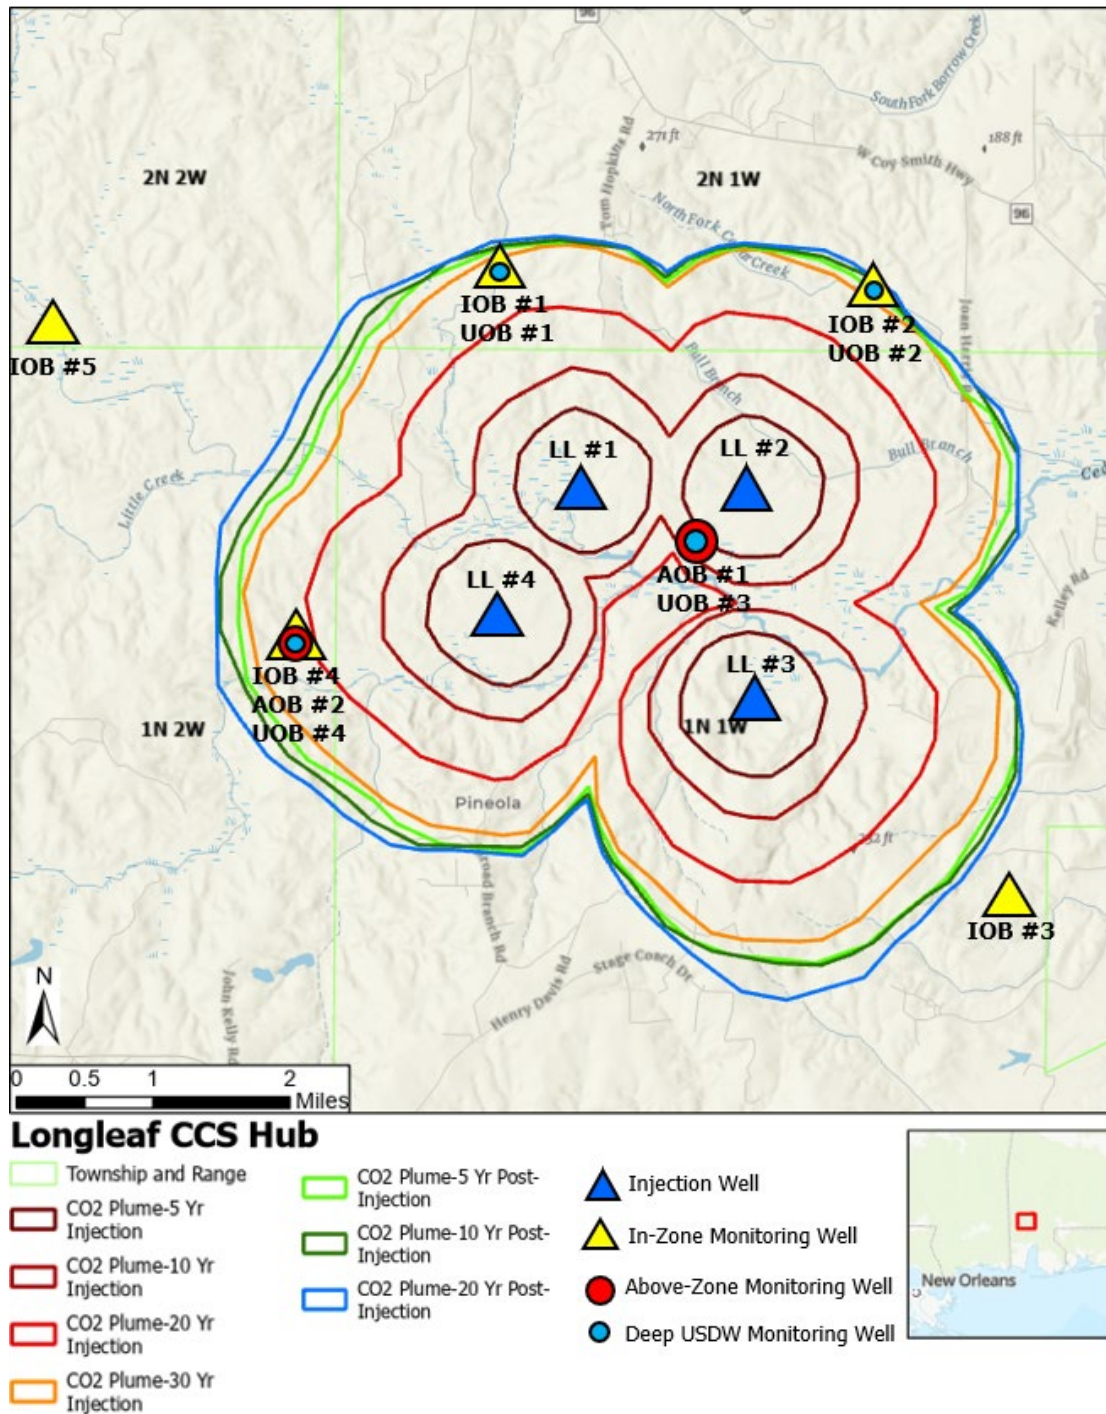 96
South Fork Borrow Creek
Tom Hopkins Rd
271 ft
188 ft
W Coy Smith Hwy
2N 2W
2N 1W
96
North Fork Cedar Creek
IOB #1
UOB #1
IOB #2
UOB #2
IOB #5
Bull Branch
Bull Branch
LL #1
LL #2
Little Creek
AOB #1
UOB #3
LL #4
Kelley Rd
IOB #4
AOB #2
UOB #4
LL #3
1N 2W
1N 1W
Pineola
IOB #3
Stage Coach Dr
Henry Davis Rd
John Kelly Rd
N
0 0.5 1 2
Miles
Longleaf CCS Hub
Township and Range
CO2 Plume-5 Yr
Injection
CO2 Plume-10 Yr
Injection
CO2 Plume-20 Yr
Injection
CO2 Plume-30 Yr
Injection
CO2 Plume-5 Yr Post-
Injection
CO2 Plume-10 Yr Post-
Injection
CO2 Plume-20 Yr Post-
Injection
Injection Well
In-Zone Monitoring Well
Above-Zone Monitoring Well
Deep USDW Monitoring Well
New Orleans